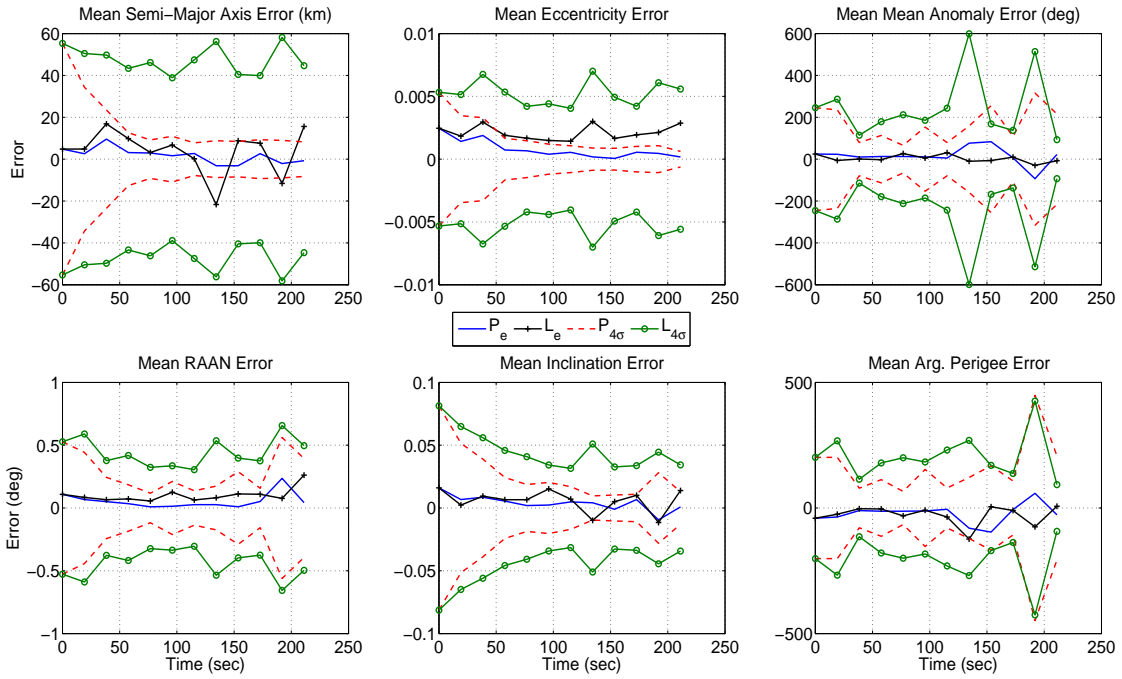 Mean Semi−Major Axis Error (km)
Mean Eccentricity Error
Mean Mean Anomaly Error (deg)
60
40
20
0
−20
−40
−60
Error
0 50 100 150 200 250
0.01
0.005
0
−0.005
−0.01
0 50 100 150 200 250
600
400
200
0
−200
−400
−600
0 50 100 150 200 250
P_e L_e P_4σ L_4σ
Mean RAAN Error
Mean Inclination Error
Mean Arg. Perigee Error
1
0.5
0
−0.5
−1
Error (deg)
0 50 100 150 200 250
Time (sec)
0.1
0.05
0
−0.05
−0.1
0 50 100 150 200 250
Time (sec)
500
0
−500
0 50 100 150 200 250
Time (sec)